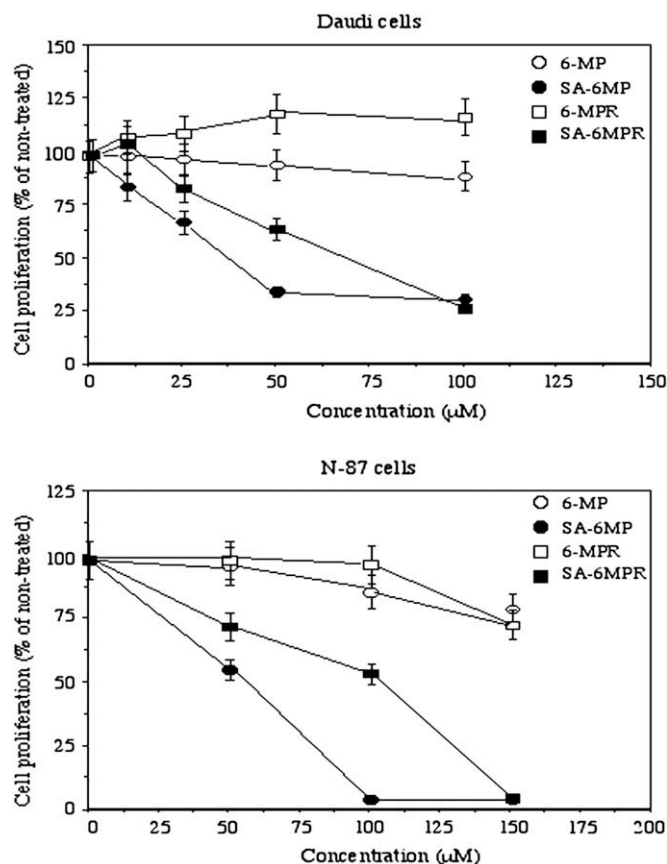 Daudi cells
Cell proliferation (% of non-treated)
150
125
100
75
50
25
0
6-MP
SA-6MP
6-MPR
SA-6MPR
0 25 50 75 100 125 150
Concentration (µM)
N-87 cells
Cell proliferation (% of non-treated)
125
100
75
50
25
0
6-MP
SA-6MP
6-MPR
SA-6MPR
0 50 100 150 175 200
Concentration (µM)